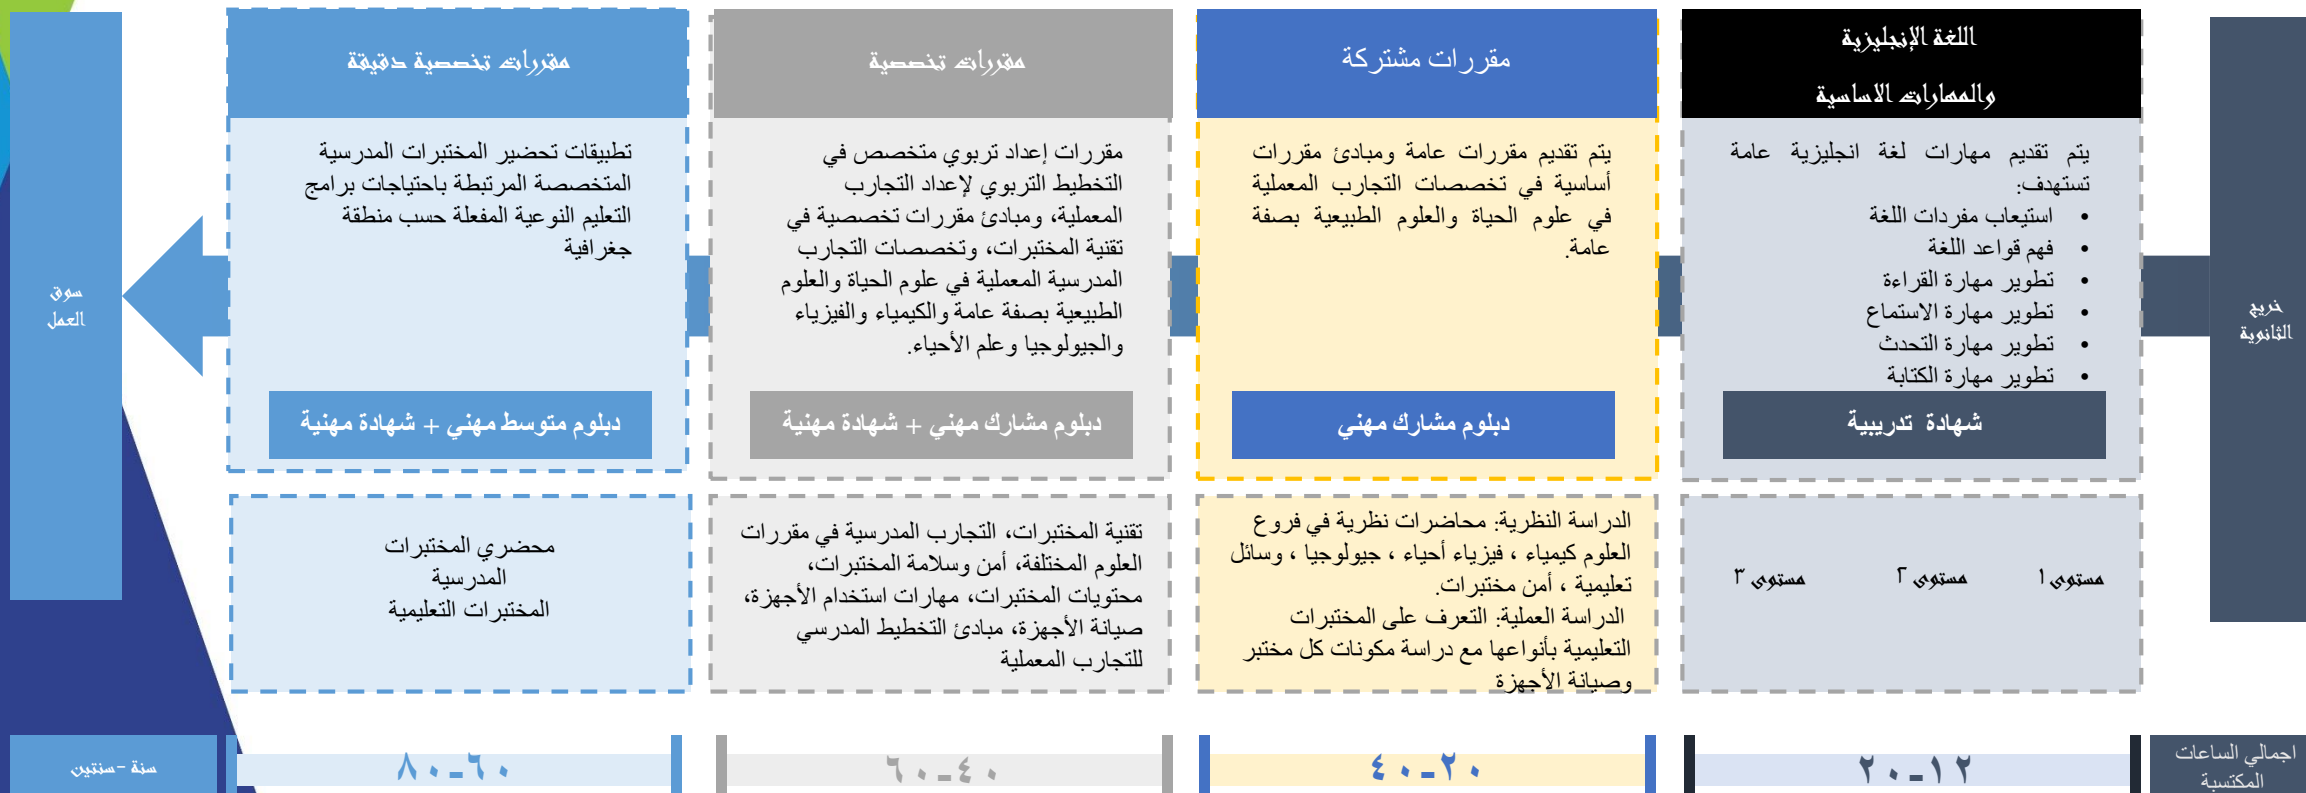 خريج
الثانوية
اللغة الإنجليزية
والمهارات الاساسية
يتم تقديم مهارات لغة انجليزية عامة
تستهدف:
• استيعاب مفردات اللغة
• فهم قواعد اللغة
• تطوير مهارة القراءة
• تطوير مهارة الاستماع
• تطوير مهارة التحدث
• تطوير مهارة الكتابة
شهادة تدريبية
مستوى ١
مستوى ٢
مستوى ٣
مقررات مشتركة
يتم تقديم مقررات عامة ومبادئ مقررات
أساسية في تخصصات التجارب المعملية
في علوم الحياة والعلوم الطبيعية بصفة
عامة.
دبلوم مشارك مهني
الدراسة النظرية: محاضرات نظرية في فروع
العلوم كيمياء ، فيزياء أحياء ، جيولوجيا ، وسائل
تعليمية ، أمن مختبرات.
الدراسة العملية: التعرف على المختبرات
التعليمية بأنواعها مع دراسة مكونات كل مختبر
وصيانة الأجهزة
مقررات تخصصية
مقررات إعداد تربوي متخصص في
التخطيط التربوي لإعداد التجارب
المعملية، ومبادئ مقررات تخصصية في
تقنية المختبرات، وتخصصات التجارب
المدرسية المعملية في علوم الحياة والعلوم
الطبيعية بصفة عامة والكيمياء والفيزياء
والجيولوجيا وعلم الأحياء.
دبلوم مشارك مهني + شهادة مهنية
تقنية المختبرات، التجارب المدرسية في مقررات
العلوم المختلفة، أمن وسلامة المختبرات،
محتويات المختبرات، مهارات استخدام الأجهزة،
صيانة الأجهزة، مبادئ التخطيط المدرسي
للتجارب المعملية
مقررات تخصصية دقيقة
تطبيقات تحضير المختبرات المدرسية
المتخصصة المرتبطة باحتياجات برامج
التعليم النوعية المفعلة حسب منطقة
جغرافية
دبلوم متوسط مهني + شهادة مهنية
محضري المختبرات
المدرسية
المختبرات التعليمية
سوق
العمل
اجمالي الساعات
المكتسبة
١٢-٢٠
٢٠-٤٠
٤٠-٦٠
٦٠-٨٠
سنة -سنتين